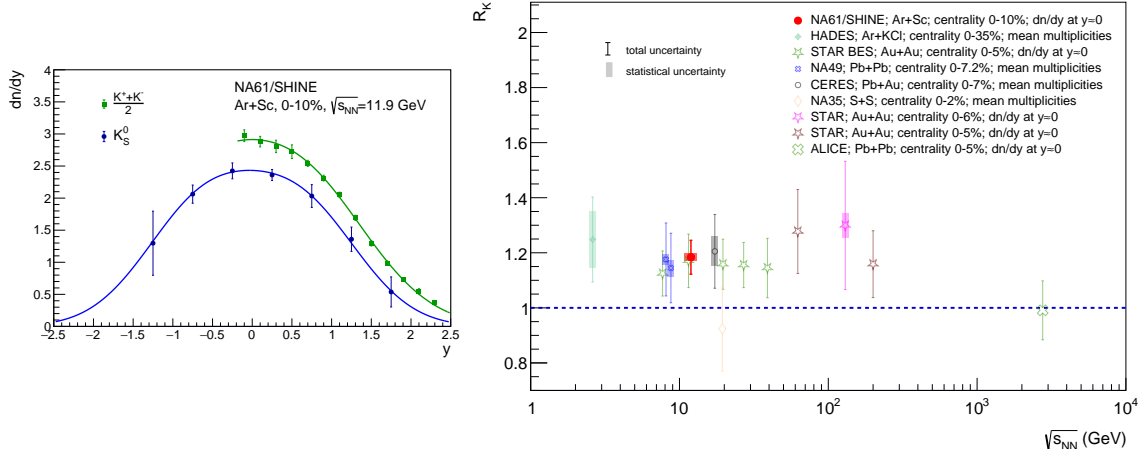 dn/dy
4
3.5
3
2.5
2
1.5
1
0.5
0
NA61/SHINE
Ar+Sc, 0-10%, √s_NN=11.9 GeV
K⁺+K⁻
2
K⁰_S
−2.5 −2 −1.5 −1 −0.5 0 0.5 1 1.5 2 2.5
y
R_K
2
1.8
1.6
1.4
1.2
1
0.8
total uncertainty
statistical uncertainty
NA61/SHINE; Ar+Sc; centrality 0-10%; dn/dy at y≈0
HADES; Ar+KCl; centrality 0-35%; mean multiplicities
STAR BES; Au+Au; centrality 0-5%; dn/dy at y≈0
NA49; Pb+Pb; centrality 0-7.2%; mean multiplicities
CERES; Pb+Au; centrality 0-7%; mean multiplicities
NA35; S+S; centrality 0-2%; mean multiplicities
STAR; Au+Au; centrality 0-6%; dn/dy at y≈0
STAR; Au+Au; centrality 0-5%; dn/dy at y≈0
ALICE; Pb+Pb; centrality 0-5%; dn/dy at y≈0
1 10 10² 10³ 10⁴
√s_NN (GeV)